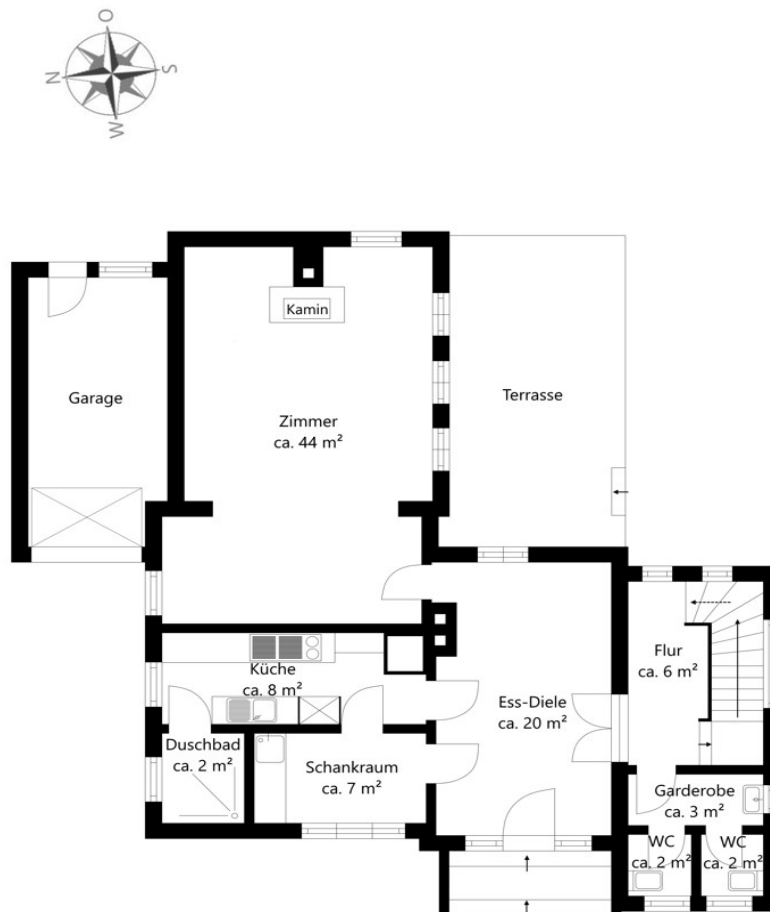 O
N
S
W
Kamin
Garage
Terrasse
Zimmer
ca. 44 m²
Flur
ca. 6 m²
Küche
ca. 8 m²
Ess-Diele
ca. 20 m²
Duschbad
ca. 2 m²
Schankraum
ca. 7 m²
Garderobe
ca. 3 m²
WC
ca. 2 m²
WC
ca. 2 m²